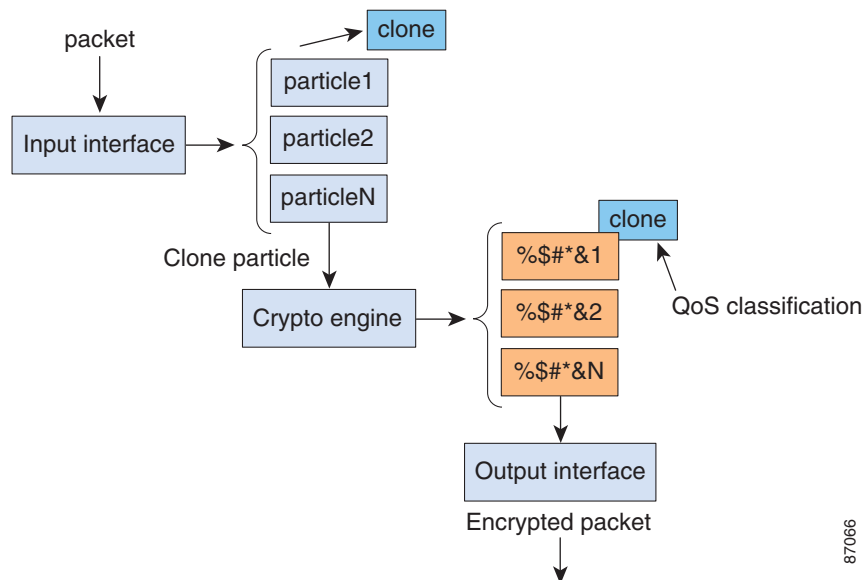 packet
clone
particle1
Input interface
particle2
particleN
Clone particle
clone
%$#*&1
Crypto engine
%$#*&2
QoS classification
%$#*&N
Output interface
Encrypted packet
87066